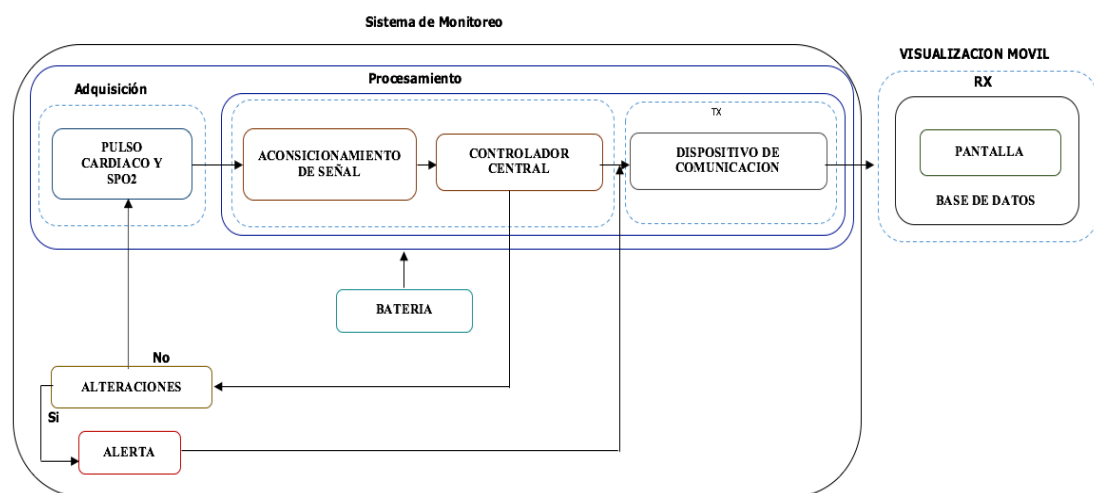 Sistema de Monitoreo
VISUALIZACION MOVIL
Procesamiento
Adquisición
RX
TX
PULSO
CARDIACO Y
SPO2
ACONSICIONAMIENTO
DE SEÑAL
CONTROLADOR
CENTRAL
DISPOSITIVO DE
COMUNICACION
PANTALLA
BASE DE DATOS
BATERIA
No
ALTERACIONES
Si
ALERTA